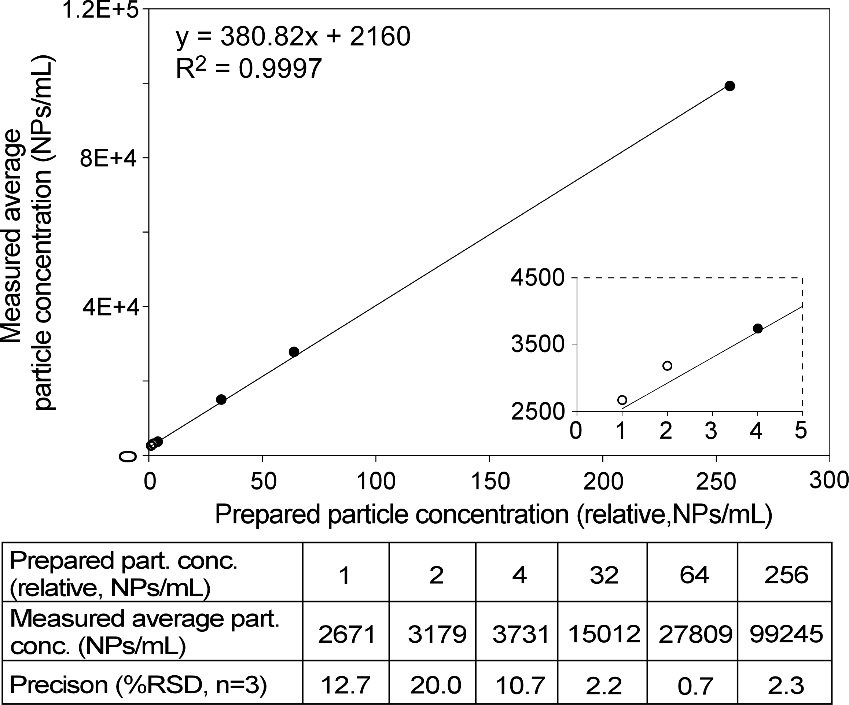 1.2E+5
8E+4
4E+4
0
Measured average
particle concentration (NPs/mL)
y = 380.82x + 2160
R² = 0.9997
4500
3500
2500
0 1 2 3 4 5
0 50 100 150 200 250 300
Prepared particle concentration (relative,NPs/mL)
Prepared part. conc.
(relative, NPs/mL) 1 2 4 32 64 256
Measured average part.
conc. (NPs/mL) 2671 3179 3731 15012 27809 99245
Precison (%RSD, n=3) 12.7 20.0 10.7 2.2 0.7 2.3